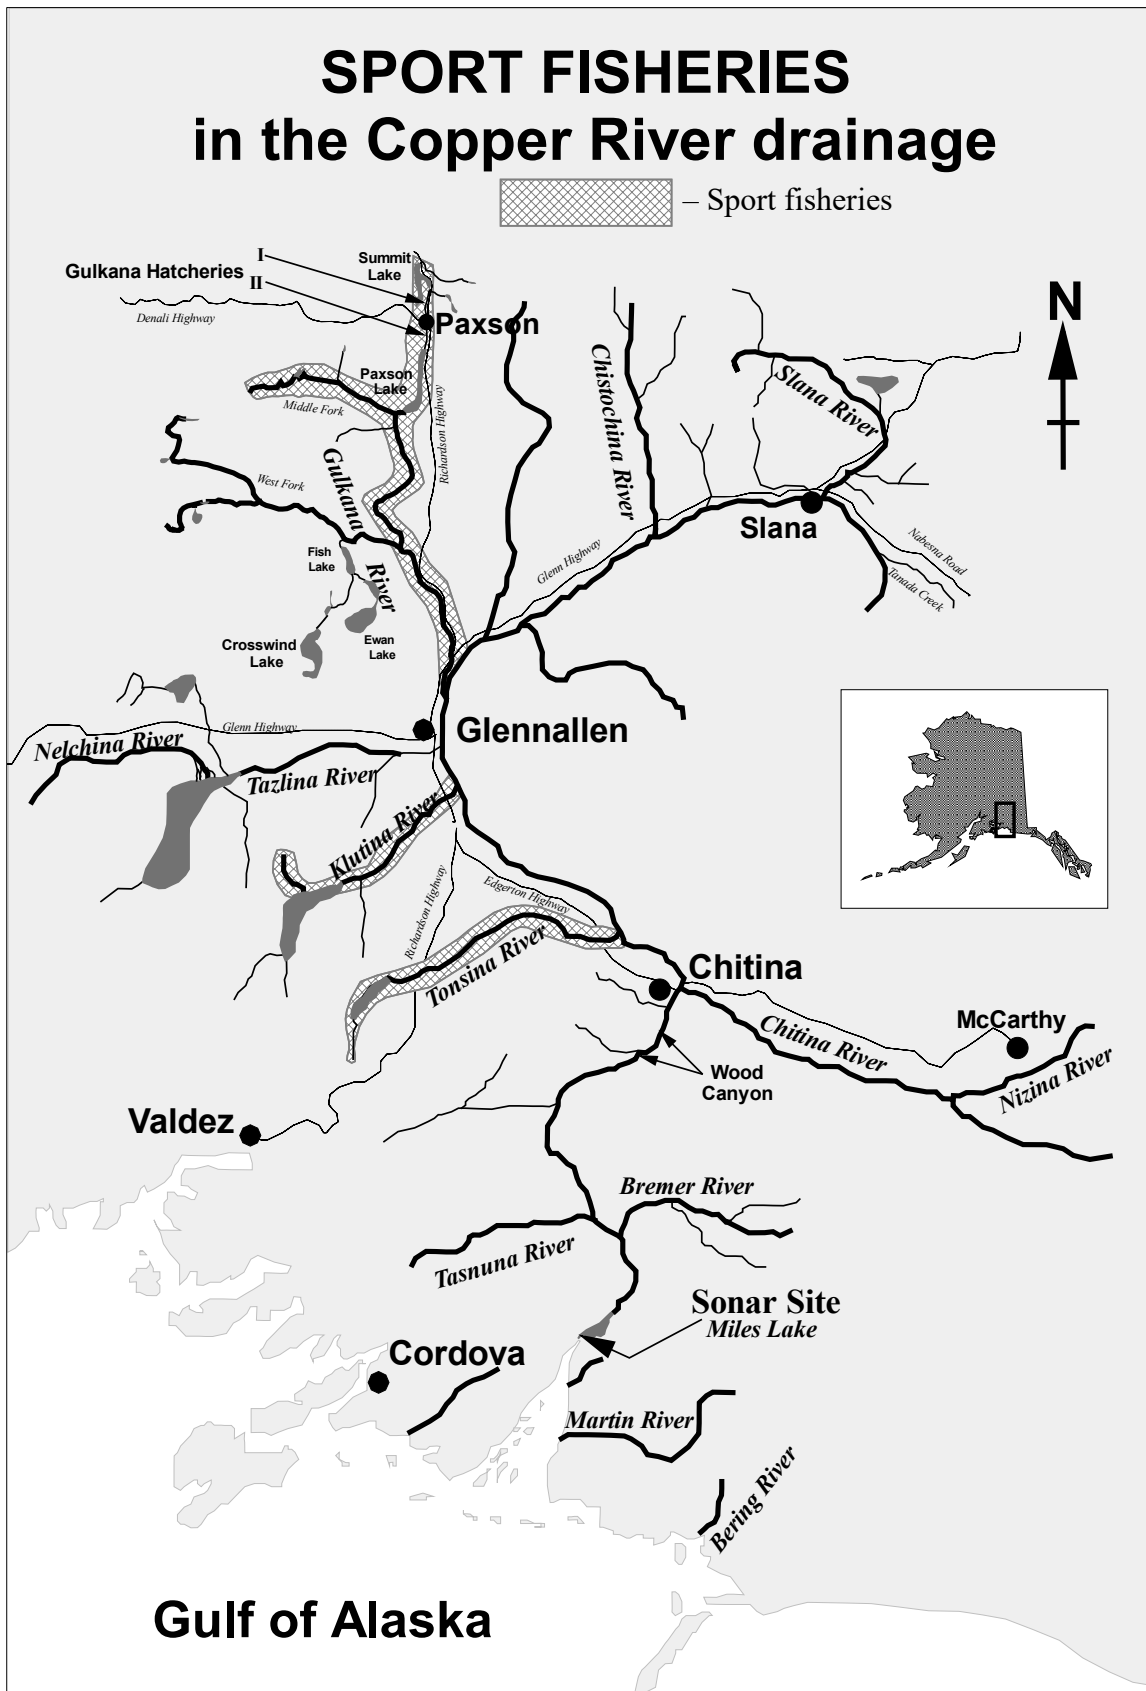 SPORT FISHERIES
in the Copper River drainage
– Sport fisheries
I
Summit
Lake
Gulkana Hatcheries
II
Denali Highway
Paxson
N
Paxson
Lake
Middle Fork
Richardson Highway
Chistochina River
Slana River
Gulkana
River
West Fork
Slana
Fish
Lake
Glenn Highway
Nabesna Road
Tanada Creek
Crosswind
Lake
Ewan
Lake
Glenn Highway
Glennallen
Nelchina River
Tazlina River
Klutina River
Richardson Highway
Edgerton Highway
Tonsina River
Chitina
McCarthy
Chitina River
Nizina River
Wood
Canyon
Valdez
Bremer River
Tasnuna River
Sonar Site
Miles Lake
Cordova
Martin River
Bering River
Gulf of Alaska